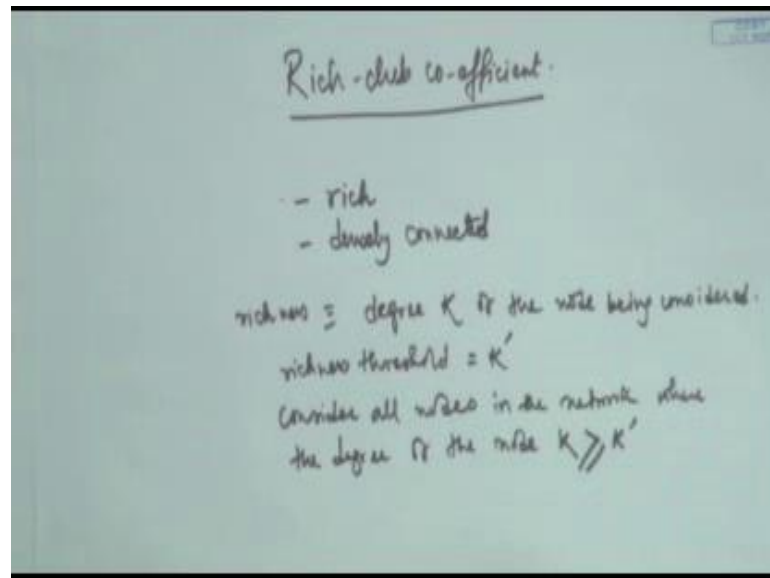 Rich-club co-efficient.
- rich
- densely connected
richness ≡ degree K of the node being considered.
richness threshold = K'
Consider all nodes in the network where
the degree of the node K ⩾ K'